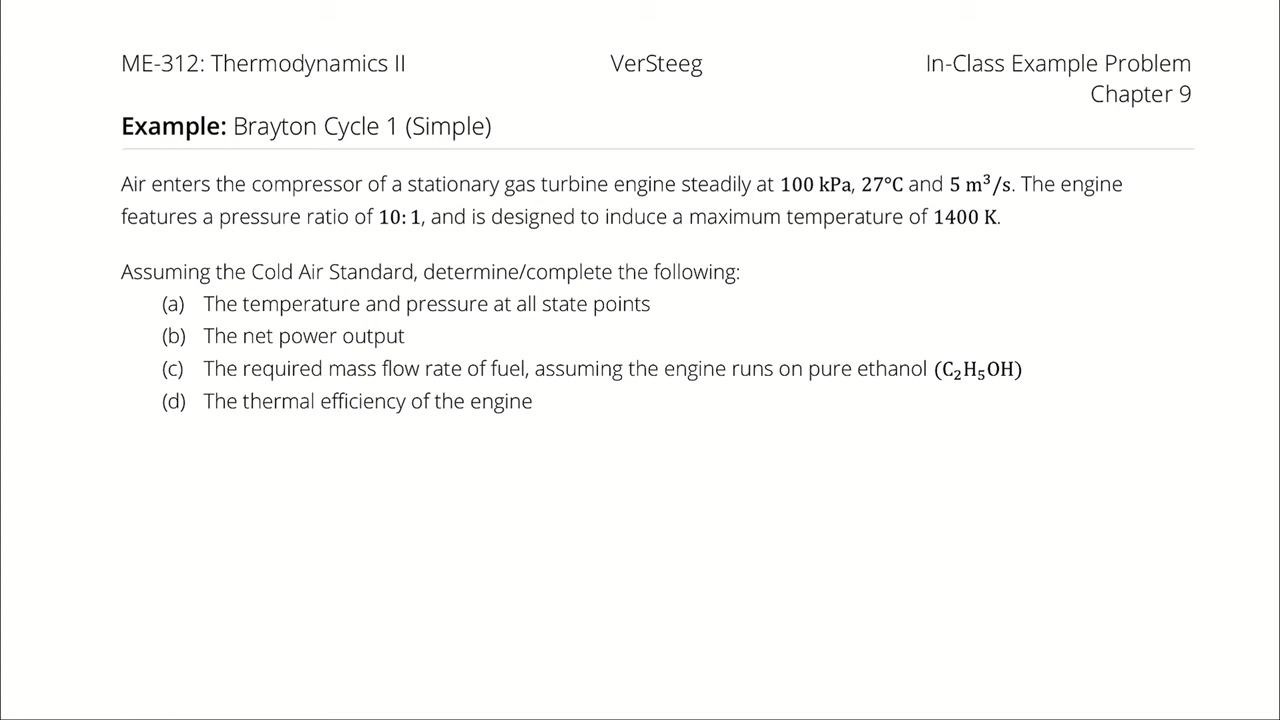 ME-312: Thermodynamics II VerSteeg In-Class Example Problem
Chapter 9
Example: Brayton Cycle 1 (Simple)
Air enters the compressor of a stationary gas turbine engine steadily at 100 kPa, 27°C and 5 m³/s. The engine
features a pressure ratio of 10: 1, and is designed to induce a maximum temperature of 1400 K.
Assuming the Cold Air Standard, determine/complete the following:
(a) The temperature and pressure at all state points
(b) The net power output
(c) The required mass flow rate of fuel, assuming the engine runs on pure ethanol (C₂H₅OH)
(d) The thermal efficiency of the engine